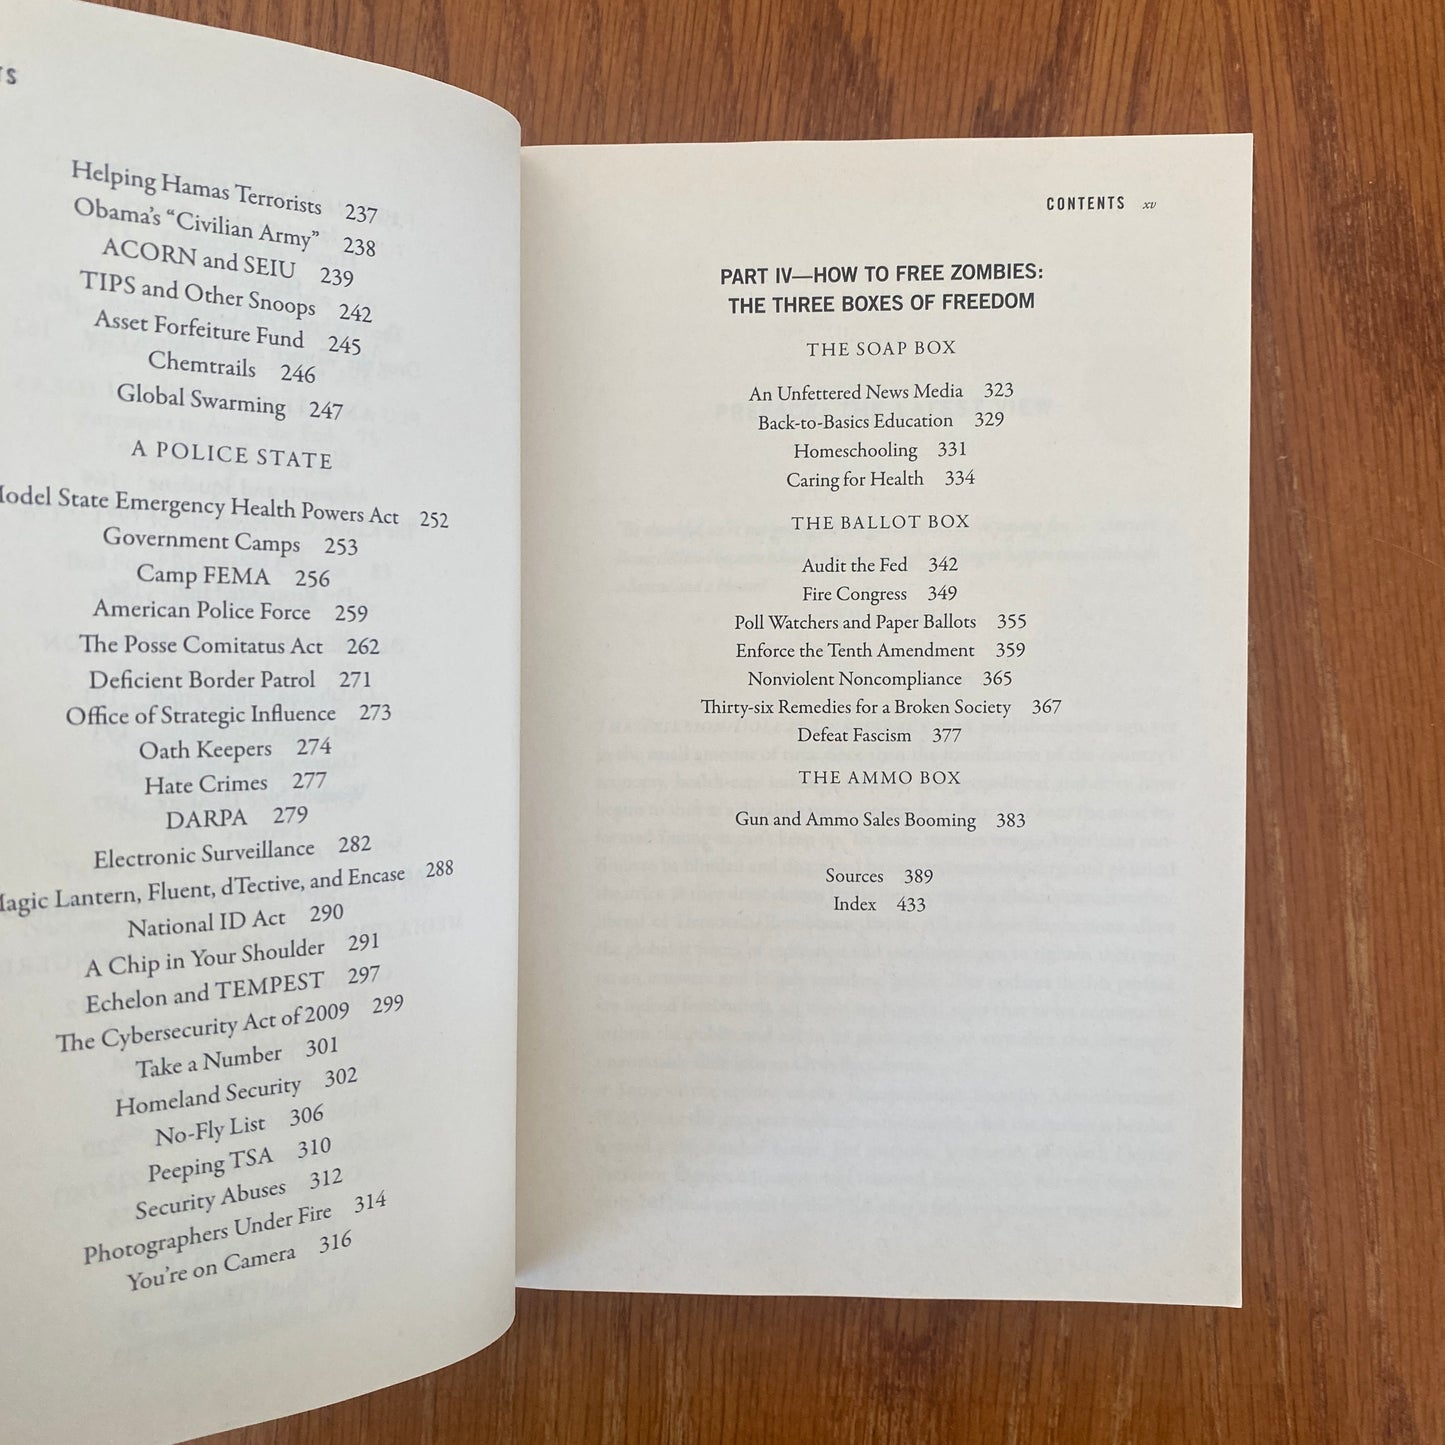 TS
Helping Hamas Terrorists 237
Obama's “Civilian Army” 238
ACORN and SEIU 239
TIPS and Other Snoops 242
Asset Forfeiture Fund 245
Chemtrails 246
Global Swarming 247
A POLICE STATE
Model State Emergency Health Powers Act 252
Government Camps 253
Camp FEMA 256
American Police Force 259
The Posse Comitatus Act 262
Deficient Border Patrol 271
Office of Strategic Influence 273
Oath Keepers 274
Hate Crimes 277
DARPA 279
Electronic Surveillance 282
Magic Lantern, Fluent, dTective, and Encase 288
National ID Act 290
A Chip in Your Shoulder 291
Echelon and TEMPEST 297
The Cybersecurity Act of 2009 299
Take a Number 301
Homeland Security 302
No-Fly List 306
Peeping TSA 310
Security Abuses 312
Photographers Under Fire 314
You're on Camera 316
CONTENTS xv
PART IV—HOW TO FREE ZOMBIES:
THE THREE BOXES OF FREEDOM
THE SOAP BOX
An Unfettered News Media 323
Back-to-Basics Education 329
Homeschooling 331
Caring for Health 334
THE BALLOT BOX
Audit the Fed 342
Fire Congress 349
Poll Watchers and Paper Ballots 355
Enforce the Tenth Amendment 359
Nonviolent Noncompliance 365
Thirty-six Remedies for a Broken Society 367
Defeat Fascism 377
THE AMMO BOX
Gun and Ammo Sales Booming 383
Sources 389
Index 433